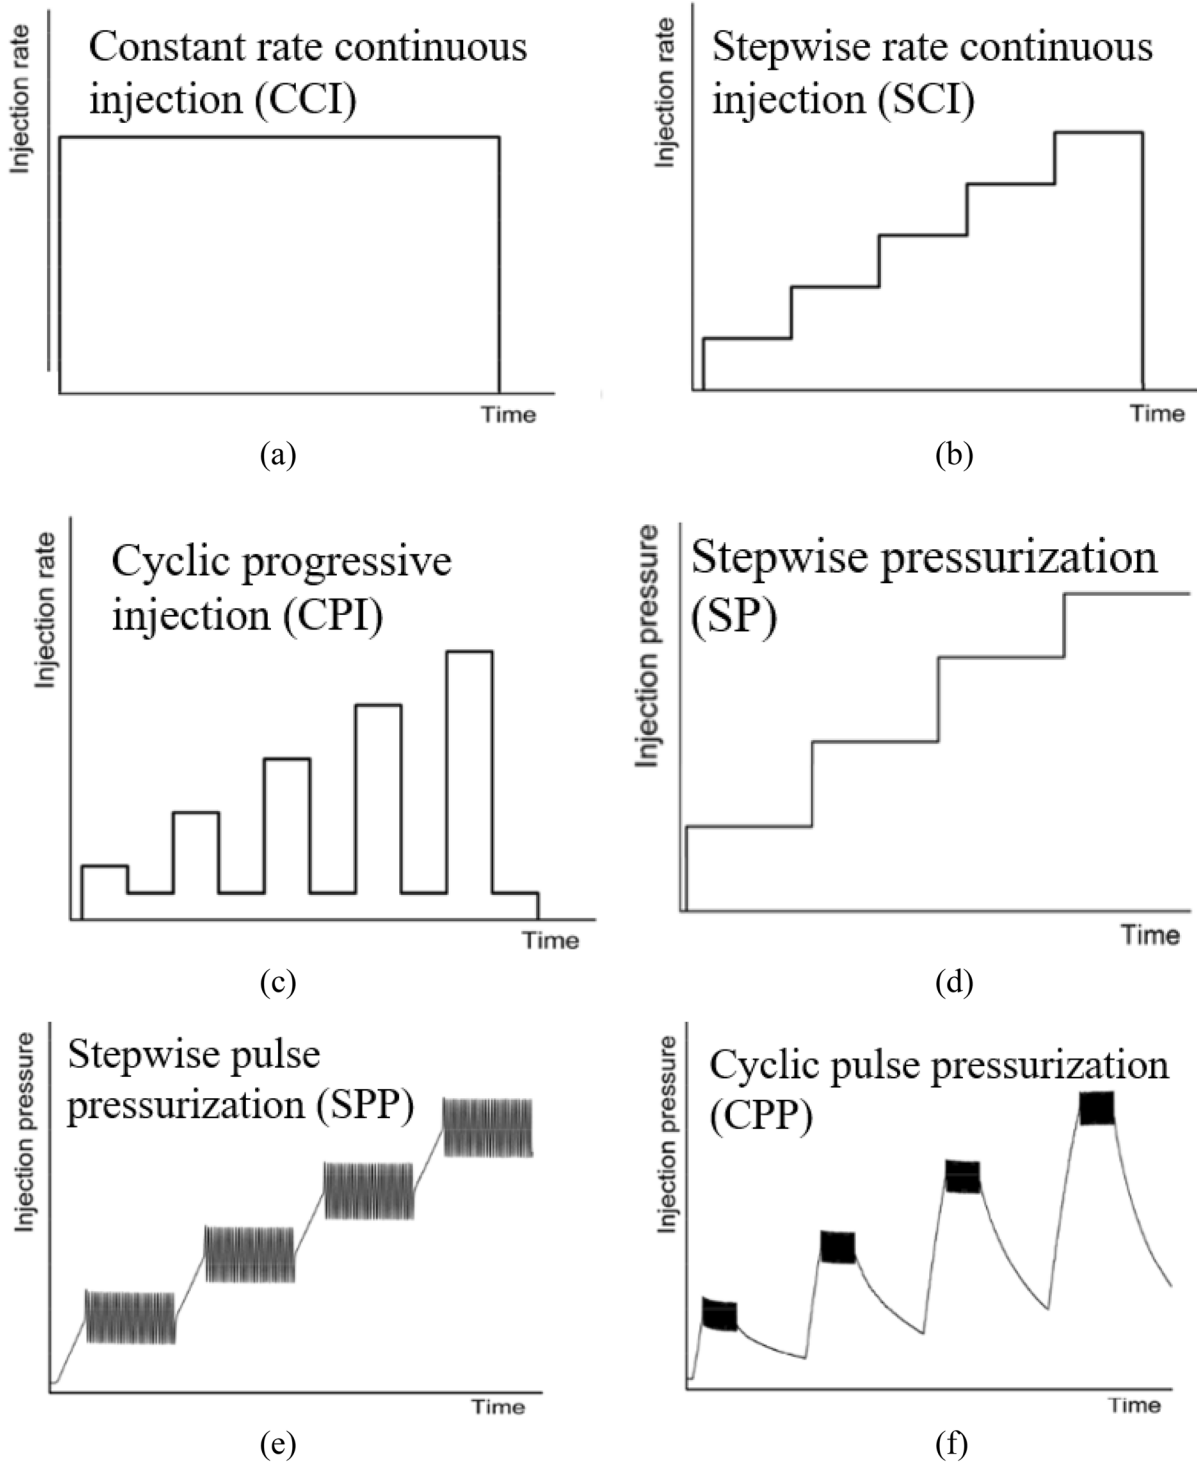 Injection rate
Constant rate continuous
injection (CCI)
Time
(a)
Injection rate
Stepwise rate continuous
injection (SCI)
Time
(b)
Injection rate
Cyclic progressive
injection (CPI)
Time
(c)
Injection pressure
Stepwise pressurization
(SP)
Time
(d)
Injection pressure
Stepwise pulse
pressurization (SPP)
Time
(e)
Injection pressure
Cyclic pulse pressurization
(CPP)
Time
(f)